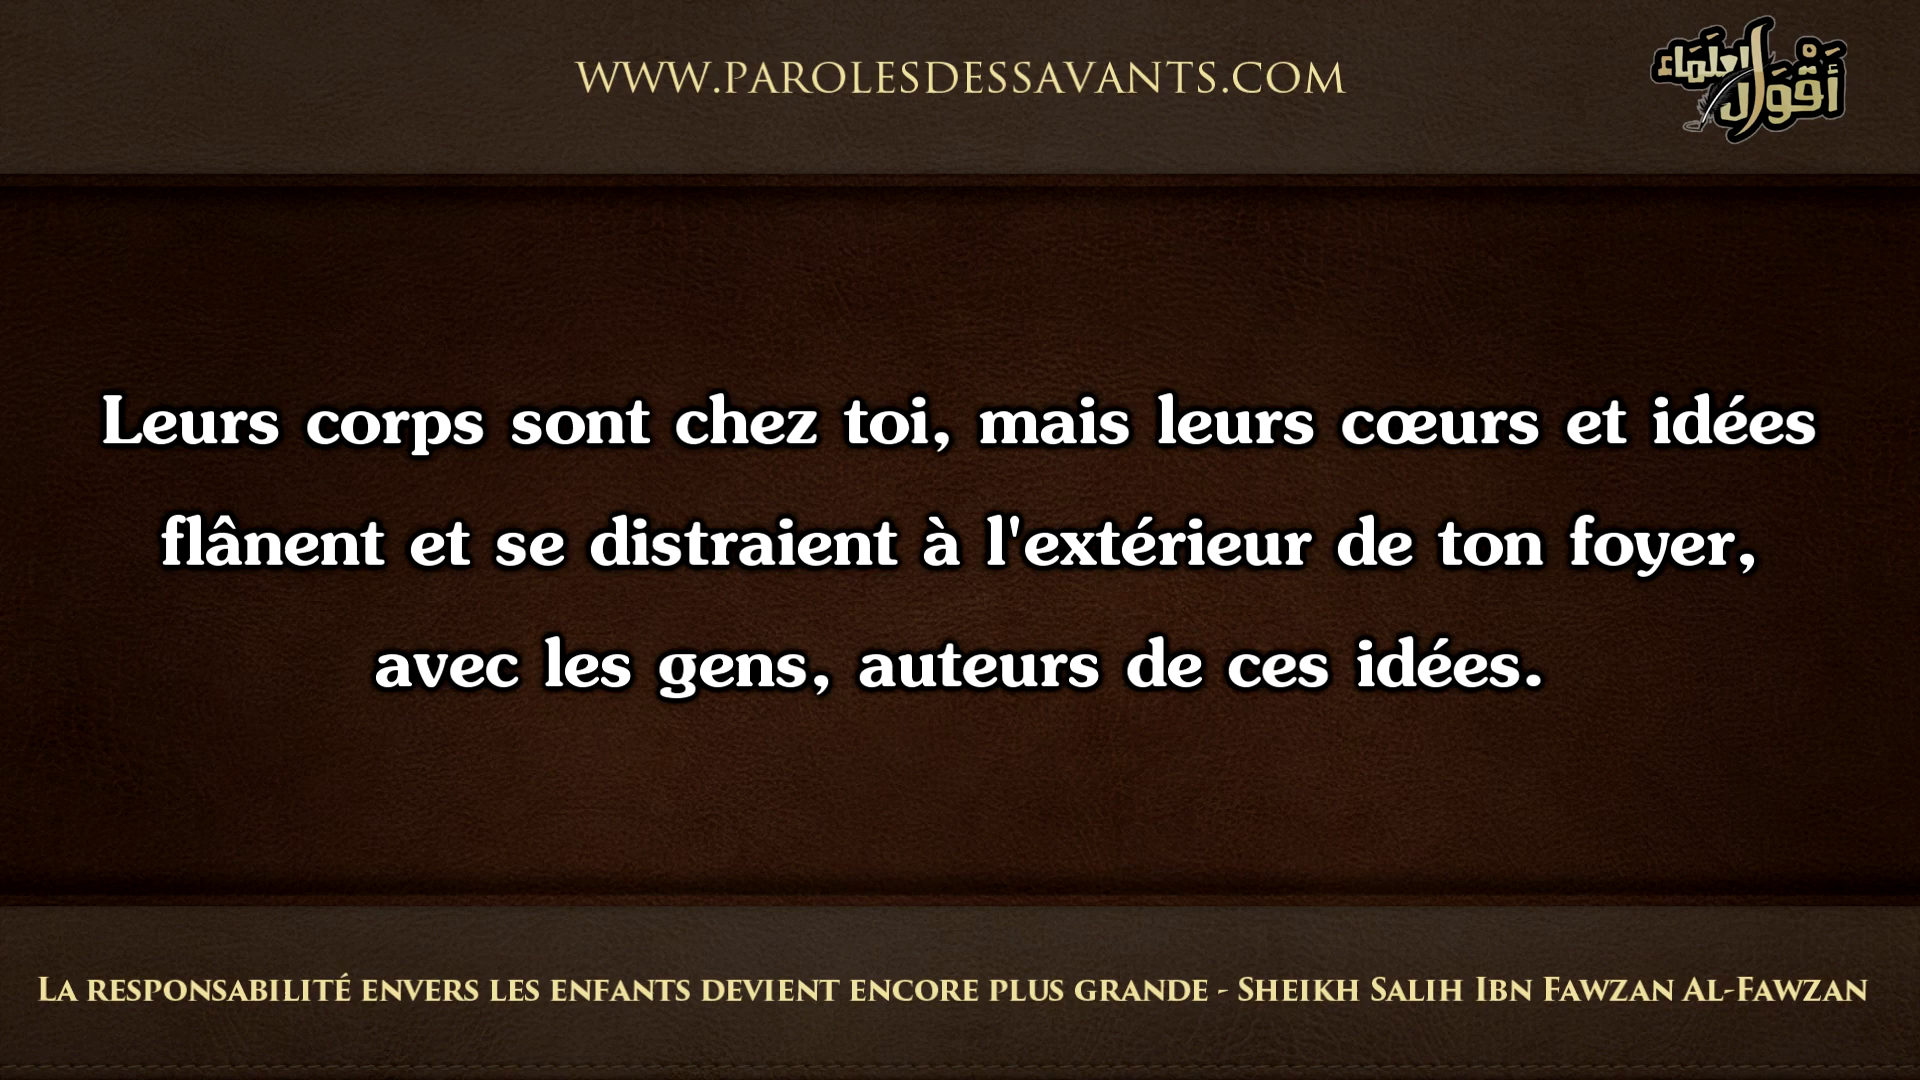 WWW.PAROLESDESSAVANTS.COM
أقوال العلماء
Leurs corps sont chez toi, mais leurs cœurs et idées
flânent et se distraient à l'extérieur de ton foyer,
avec les gens, auteurs de ces idées.
La responsabilité envers les enfants devient encore plus grande - Sheikh Salih Ibn Fawzan Al-Fawzan